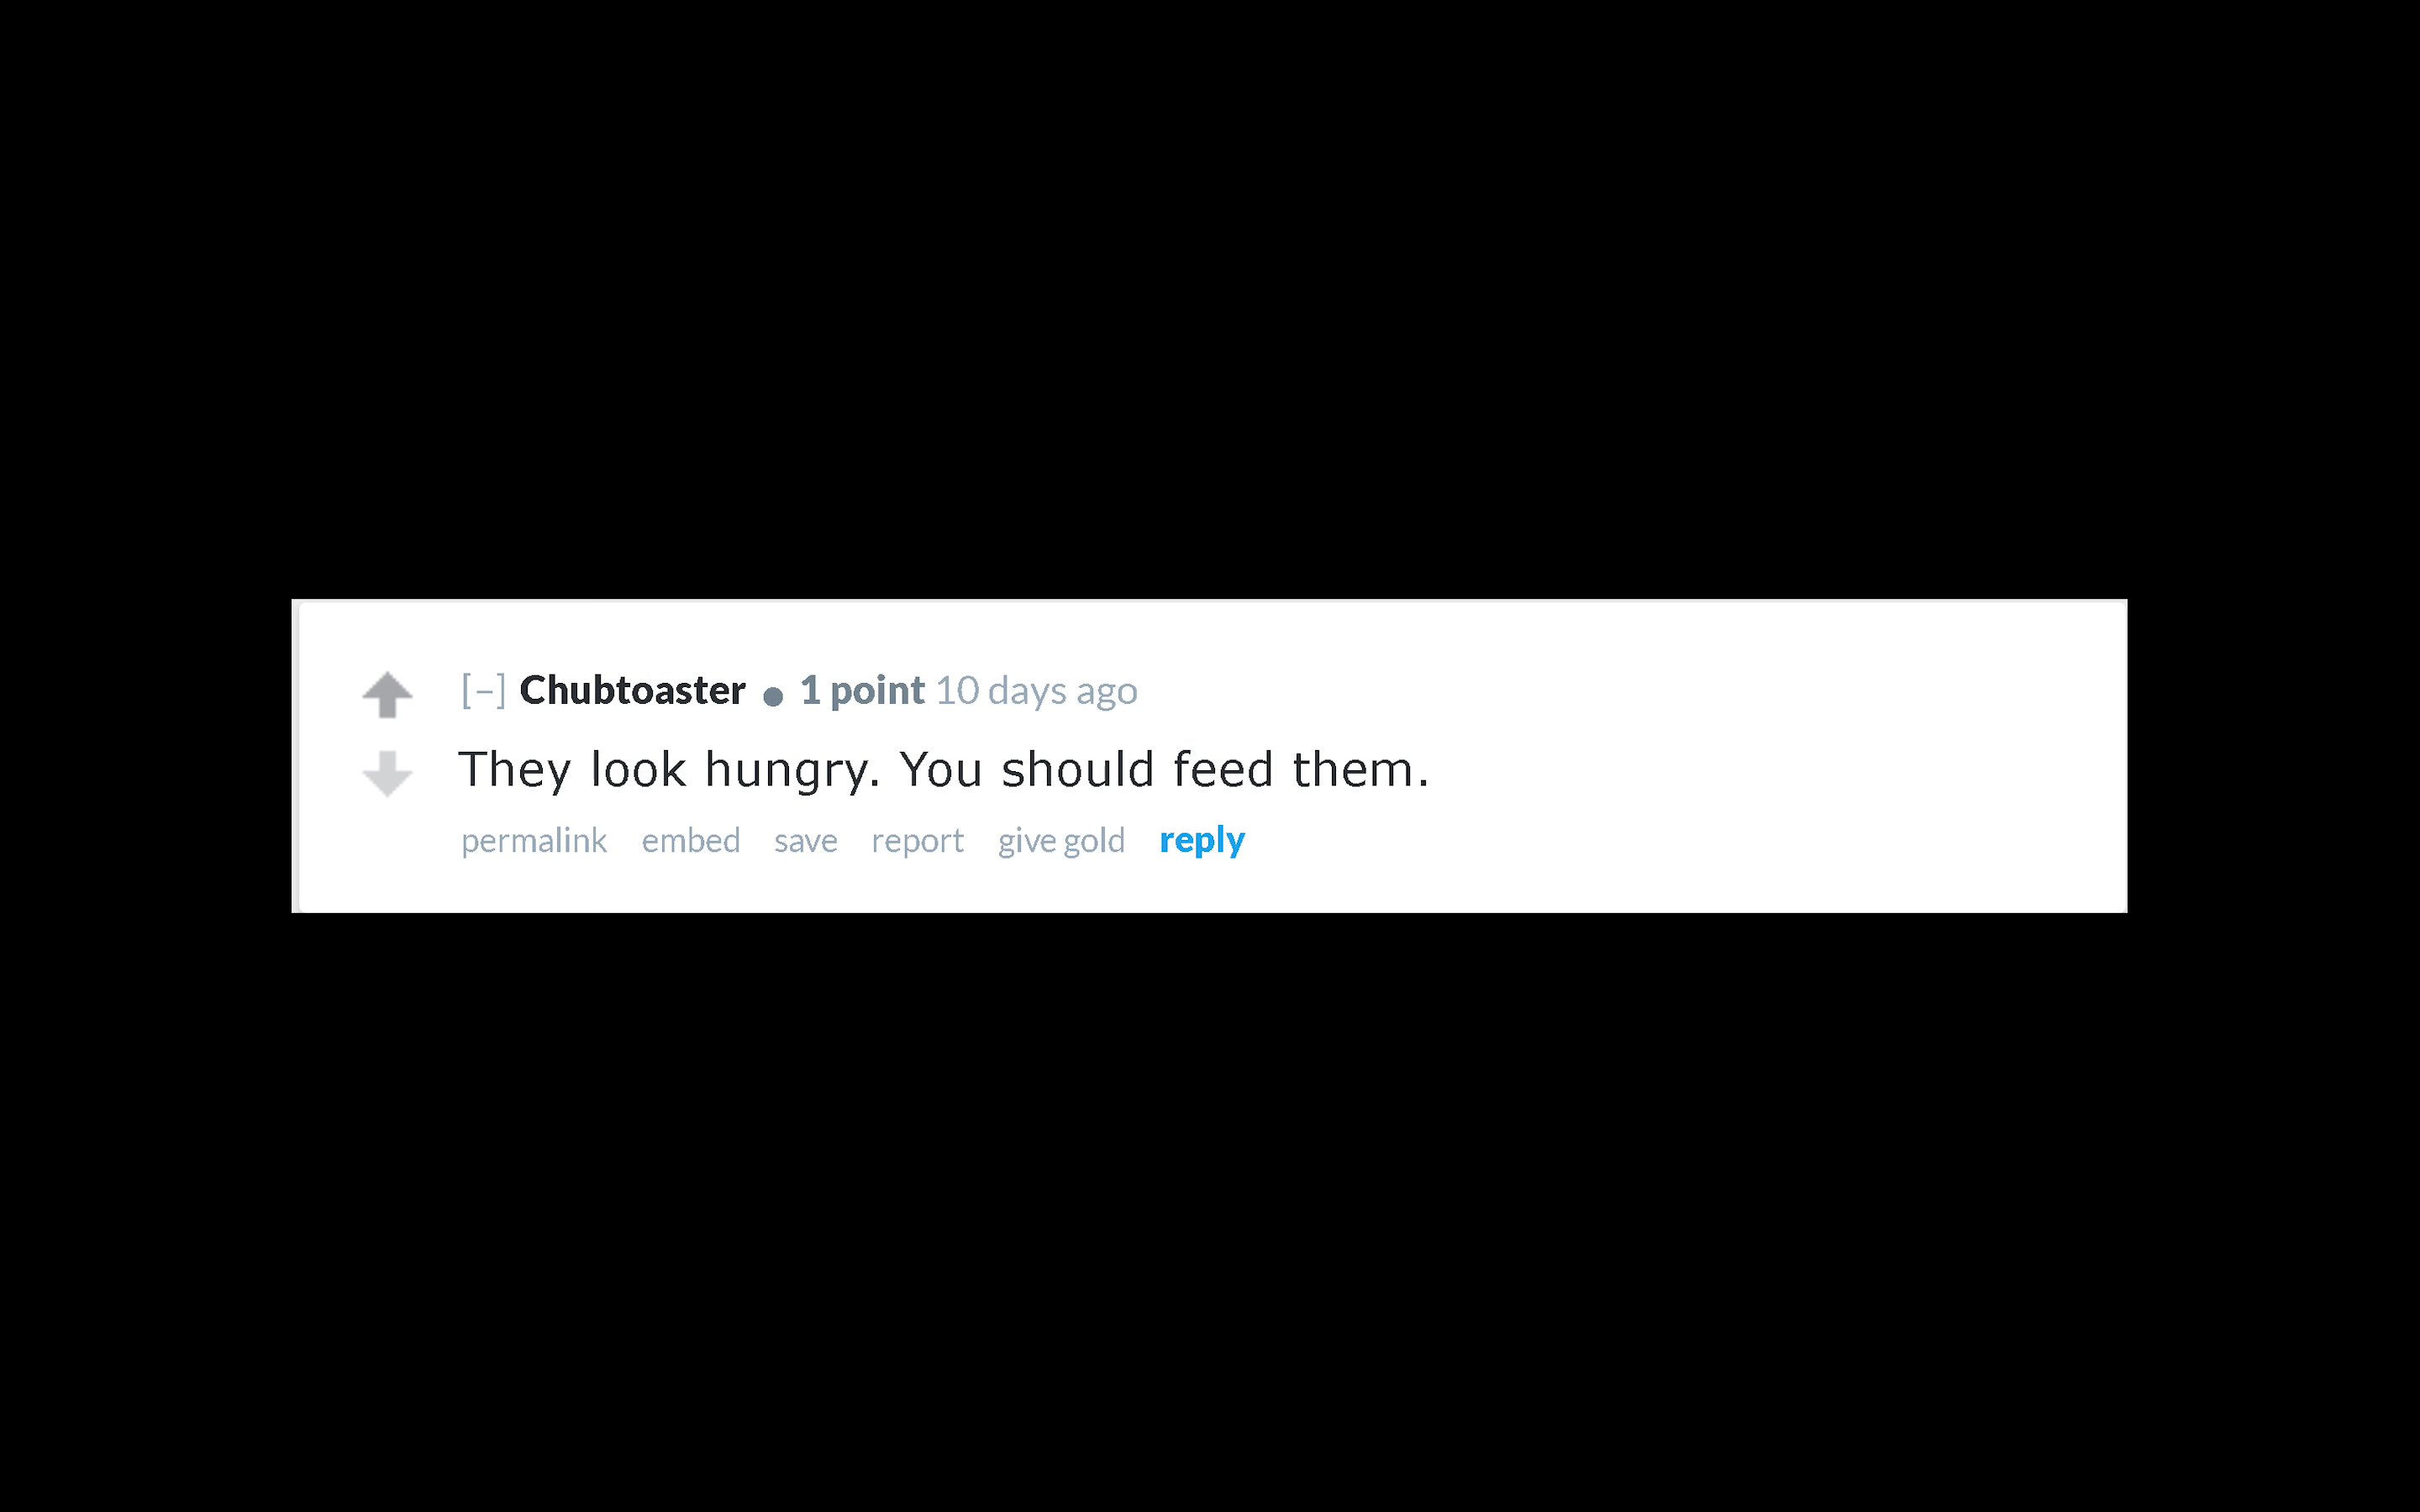 [–] Chubtoaster ● 1 point 10 days ago
They look hungry. You should feed them.
permalink embed save report give gold reply